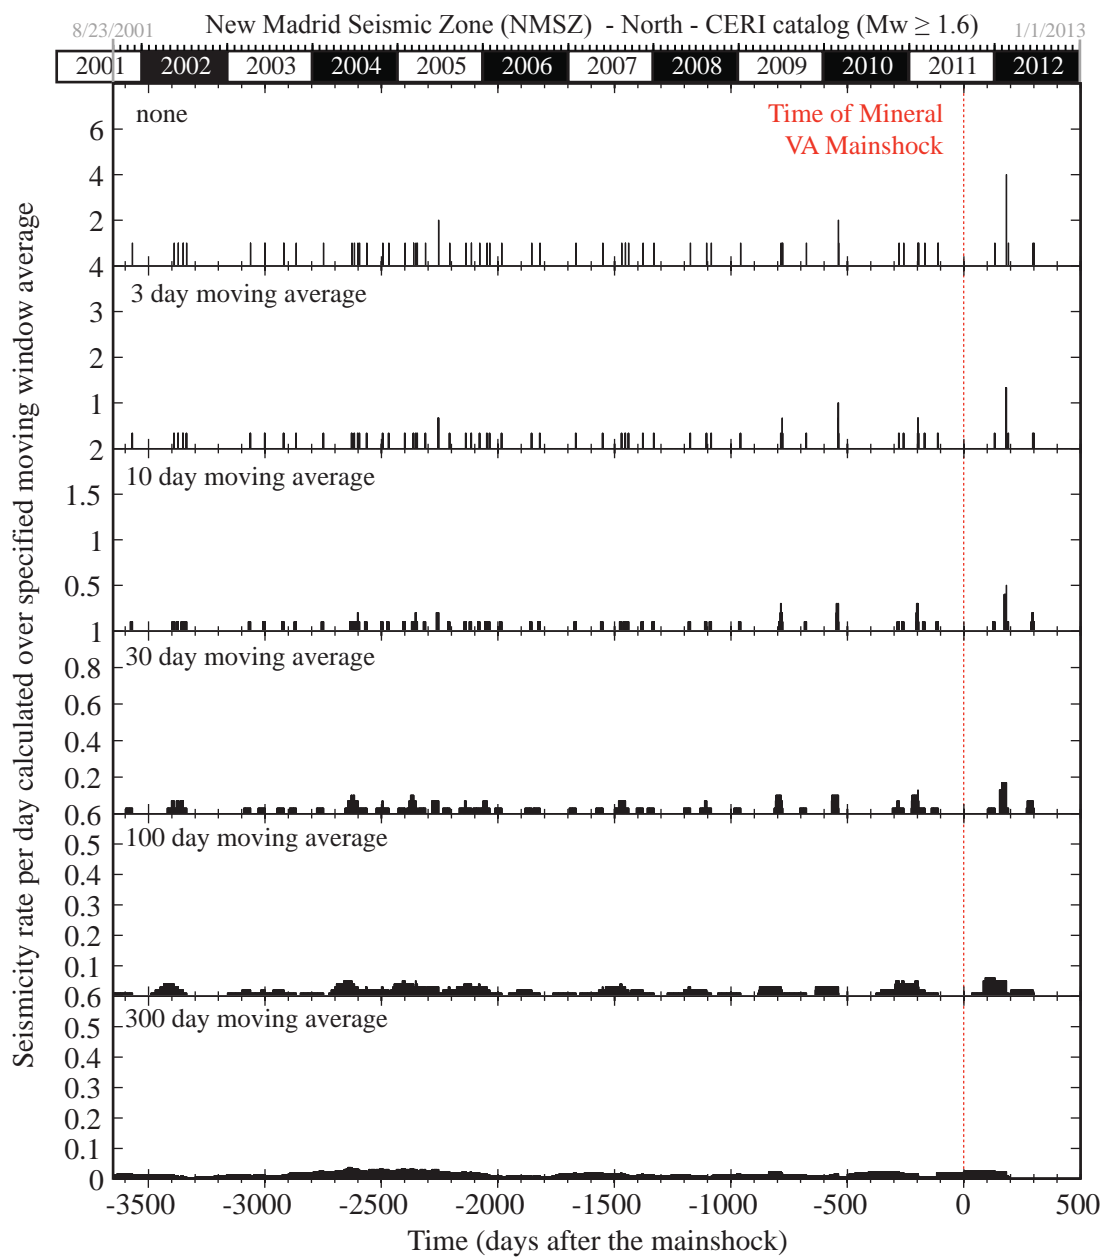 New Madrid Seismic Zone (NMSZ) - North - CERI catalog (Mw ≥ 1.6)
8/23/2001 1/1/2013
2001 2002 2003 2004 2005 2006 2007 2008 2009 2010 2011 2012
none
Time of Mineral
VA Mainshock
6
4
2
4
3 day moving average
3
2
1
2
10 day moving average
1.5
1
0.5
1
30 day moving average
0.8
0.6
0.4
0.2
0.6
100 day moving average
0.5
0.4
0.3
0.2
0.1
0.6
300 day moving average
0.5
0.4
0.3
0.2
0.1
0
-3500 -3000 -2500 -2000 -1500 -1000 -500 0 500
Time (days after the mainshock)
Seismicity rate per day calculated over specified moving window average